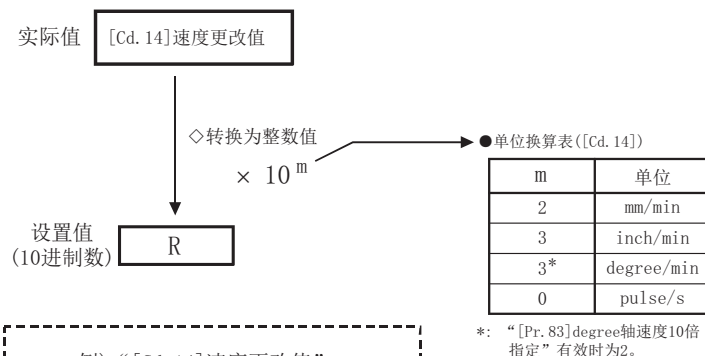 实际值
[Cd.14]速度更改值
◇转换为整数值
× 10 m
●单位换算表([Cd.14])
m 单位
2 mm/min
3 inch/min
3* degree/min
0 pulse/s
设置值
(10进制数)
R
*: “[Pr.83]degree轴速度10倍
指定”有效时为2。